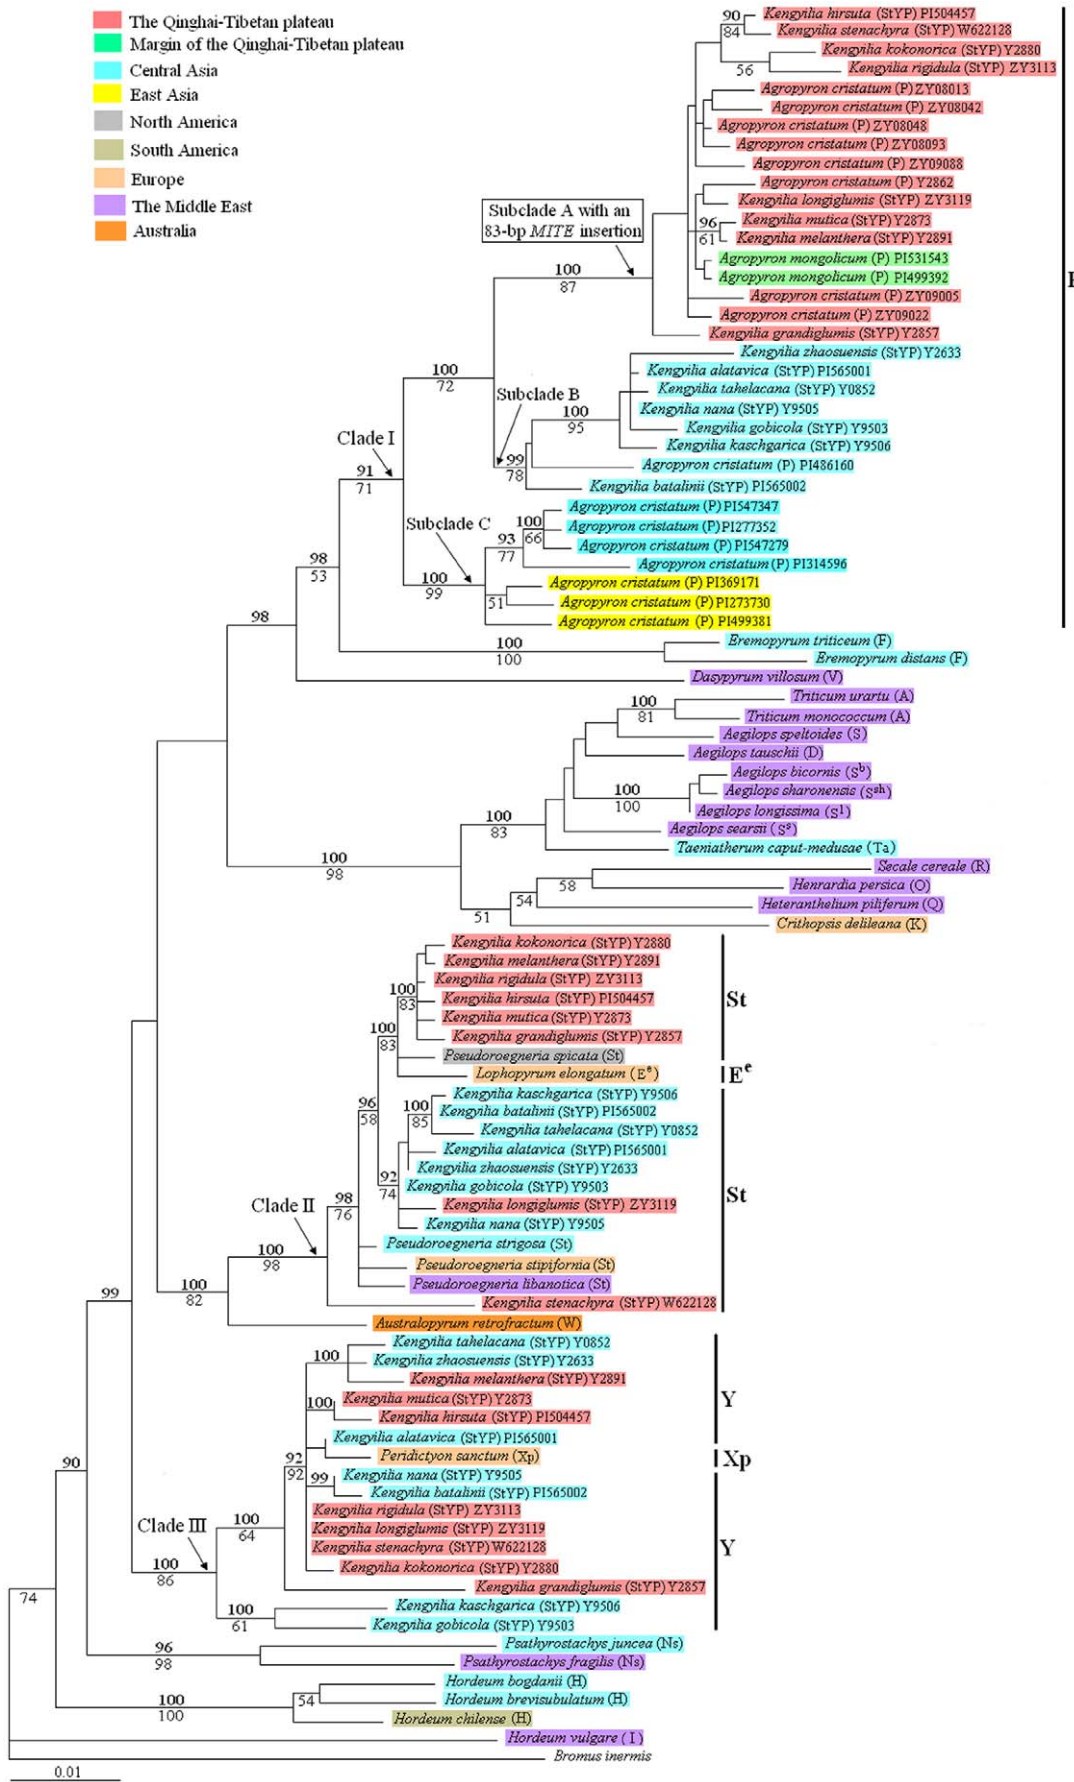 The Qinghai-Tibetan plateau
Margin of the Qinghai-Tibetan plateau
Central Asia
East Asia
North America
South America
Europe
The Middle East
Australia
90
84
Kengyilia hirsuta (StYP) PI504457
Kengyilia stenachyra (StYP) W622128
Kengyilia kokonorica (StYP) Y2880
56
Kengyilia rigidula (StYP) ZY3113
Agropyron cristatum (P) ZY08013
Agropyron cristatum (P) ZY08042
Agropyron cristatum (P) ZY08048
Agropyron cristatum (P) ZY08093
Agropyron cristatum (P) ZY09088
Agropyron cristatum (P) Y2862
Kengyilia longiglumis (StYP) ZY3119
Subclade A with an
83-bp MITE insertion
96
61
Kengyilia mutica (StYP) Y2873
Kengyilia melanthera (StYP) Y2891
Agropyron mongolicum (P) PI531543
Agropyron mongolicum (P) PI499392
100
87
Agropyron cristatum (P) ZY09005
Agropyron cristatum (P) ZY09022
Kengyilia grandiglumis (StYP) Y2857
Kengyilia zhaosuensis (StYP) Y2633
100
72
Kengyilia alatavica (StYP) PI565001
Kengyilia tahelacana (StYP) Y0852
Subclade B
100
95
Kengyilia nana (StYP) Y9505
Kengyilia gobicola (StYP) Y9503
Clade I
Kengyilia kaschgarica (StYP) Y9506
91
71
99
78
Agropyron cristatum (P) PI486160
Kengyilia batalinii (StYP) PI565002
Agropyron cristatum (P) PI547347
Subclade C
100
66
Agropyron cristatum (P) PI277352
93
77
Agropyron cristatum (P) PI547279
98
53
Agropyron cristatum (P) PI314596
100
99
Agropyron cristatum (P) PI369171
51
Agropyron cristatum (P) PI273730
98
Agropyron cristatum (P) PI499381
100
100
Eremopyrum triticeum (F)
Eremopyrum distans (F)
Dasypyrum villosum (V)
100
81
Triticum urartu (A)
Triticum monococcum (A)
Aegilops speltoides (S)
Aegilops tauschii (D)
Aegilops bicornis (Sb)
100
100
Aegilops sharonensis (Ssh)
Aegilops longissima (Sl)
100
83
Aegilops searsii (Ss)
Taeniatherum caput-medusae (Ta)
100
98
Secale cereale (R)
58
Henrardia persica (O)
54
Heteranthelium piliferum (Q)
51
Crithopsis delileana (K)
Kengyilia kokonorica (StYP) Y2880
Kengyilia melanthera (StYP) Y2891
Kengyilia rigidula (StYP) ZY3113
100
83
Kengyilia hirsuta (StYP) PI504457
St
Kengyilia mutica (StYP) Y2873
100
83
Kengyilia grandiglumis (StYP) Y2857
Pseudoroegneria spicata (St)
Lophopyrum elongatum (Ee)
Ee
Kengyilia kaschgarica (StYP) Y9506
96
58
100
85
Kengyilia batalinii (StYP) PI565002
Kengyilia tahelacana (StYP) Y0852
Kengyilia alatavica (StYP) PI565001
Kengyilia zhaosuensis (StYP) Y2633
92
74
Kengyilia gobicola (StYP) Y9503
St
Clade II
98
76
Kengyilia longiglumis (StYP) ZY3119
Kengyilia nana (StYP) Y9505
Pseudoroegneria strigosa (St)
100
98
Pseudoroegneria stipifornia (St)
Pseudoroegneria libanotica (St)
100
82
Kengyilia stenachyra (StYP) W622128
99
Australopyrum retrofractum (W)
Kengyilia tahelacana (StYP) Y0852
100
Kengyilia zhaosuensis (StYP) Y2633
Kengyilia melanthera (StYP) Y2891
100
Kengyilia mutica (StYP) Y2873
Y
Kengyilia hirsuta (StYP) PI504457
Kengyilia alatavica (StYP) PI565001
90
92
92
Peridictyon sanctum (Xp)
Xp
99
Kengyilia nana (StYP) Y9505
Kengyilia batalinii (StYP) PI565002
Kengyilia rigidula (StYP) ZY3113
Clade III
100
64
Kengyilia longiglumis (StYP) ZY3119
Kengyilia stenachyra (StYP) W622128
Y
100
86
Kengyilia kokonorica (StYP) Y2880
Kengyilia grandiglumis (StYP) Y2857
74
100
61
Kengyilia kaschgarica (StYP) Y9506
Kengyilia gobicola (StYP) Y9503
96
98
Psathyrostachys juncea (Ns)
Psathyrostachys fragilis (Ns)
Hordeum bogdanii (H)
100
100
54
Hordeum brevisubulatum (H)
Hordeum chilense (H)
Hordeum vulgare (I)
Bromus inermis
0.01